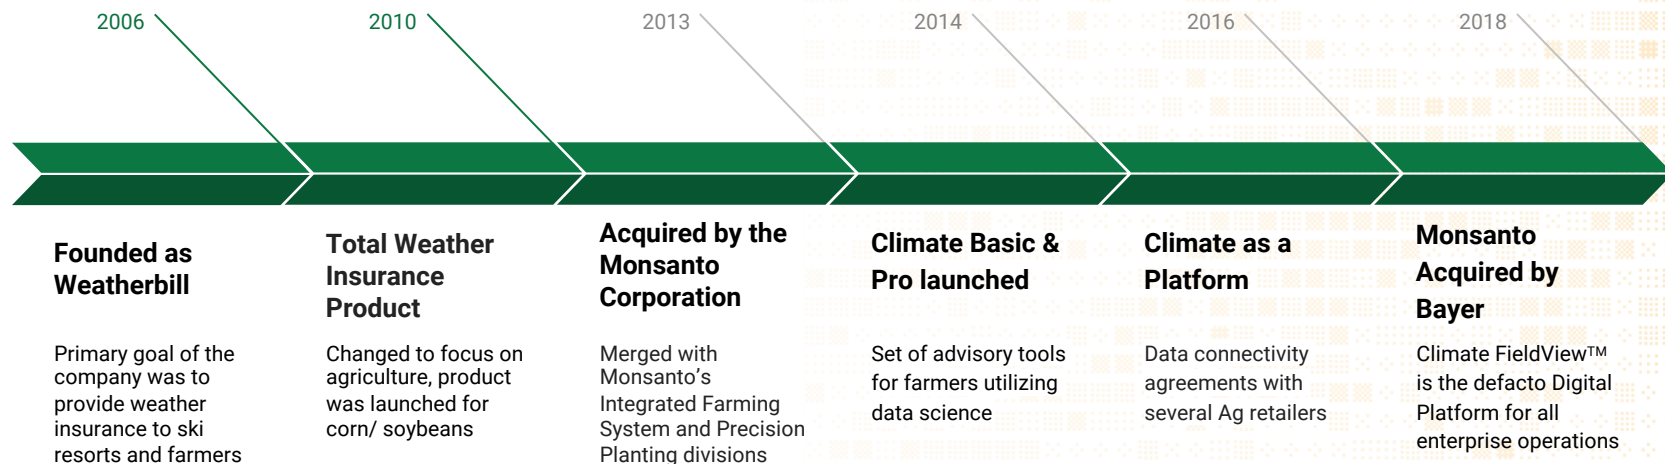 2006
2010
2013
2014
2016
2018
Founded as
Weatherbill
Primary goal of the
company was to
provide weather
insurance to ski
resorts and farmers
Total Weather
Insurance
Product
Changed to focus on
agriculture, product
was launched for
corn/ soybeans
Acquired by the
Monsanto
Corporation
Merged with
Monsanto’s
Integrated Farming
System and Precision
Planting divisions
Climate Basic &
Pro launched
Set of advisory tools
for farmers utilizing
data science
Climate as a
Platform
Data connectivity
agreements with
several Ag retailers
Monsanto
Acquired by
Bayer
Climate FieldView™
is the defacto Digital
Platform for all
enterprise operations